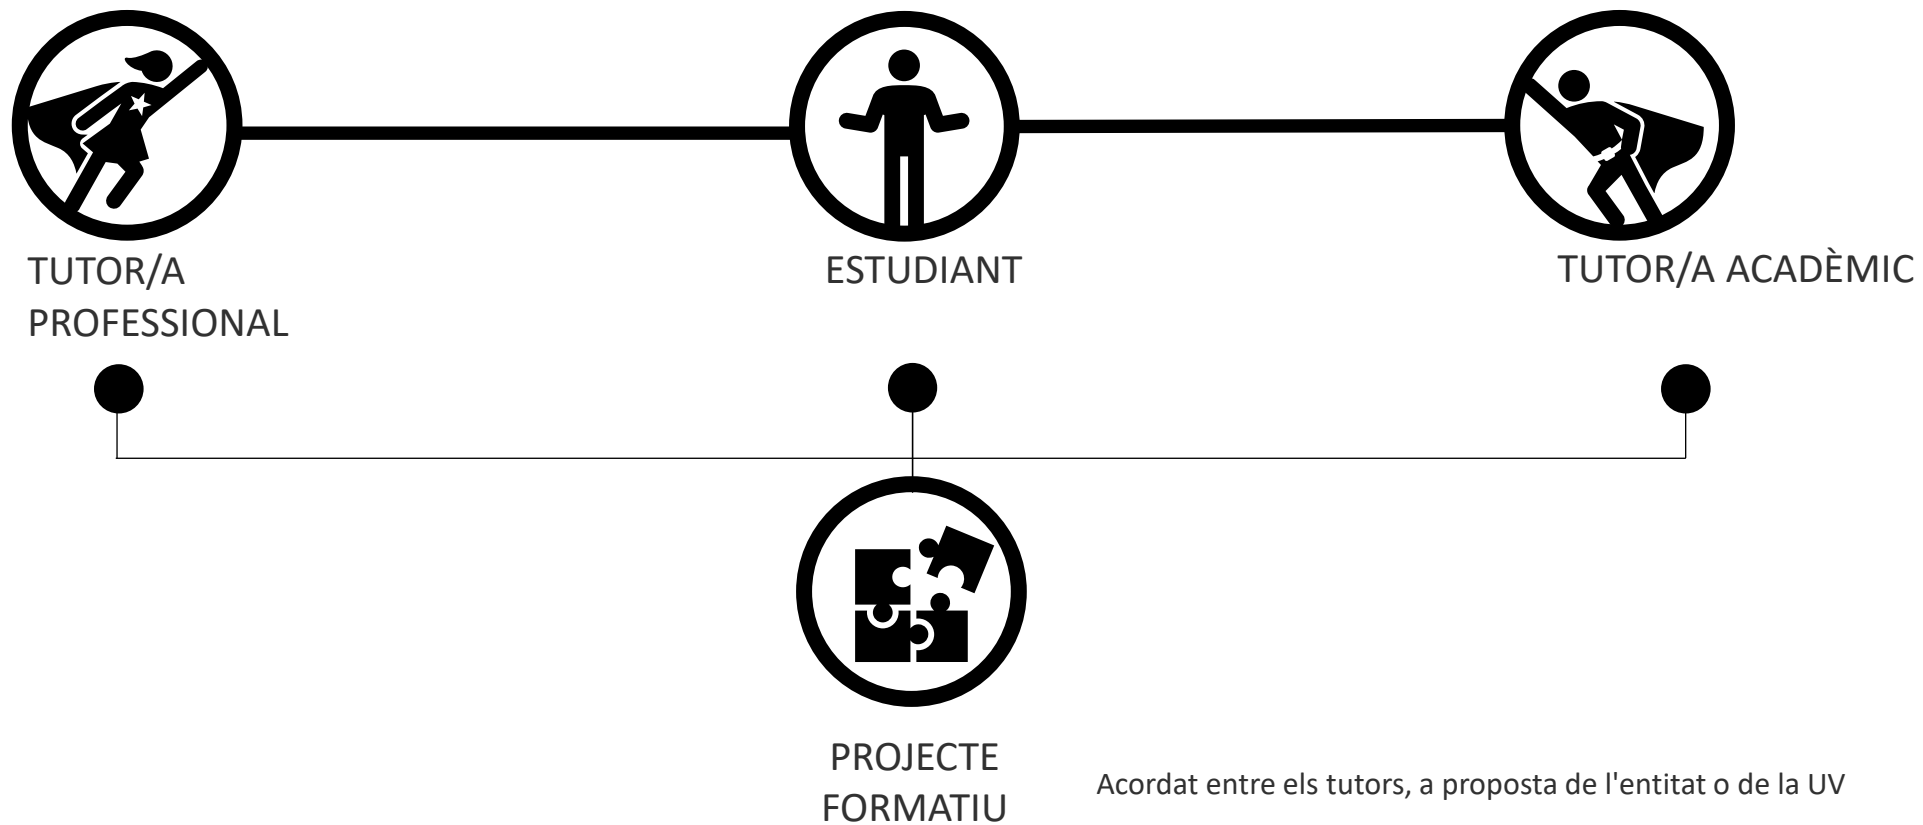 TUTOR/A
PROFESSIONAL
ESTUDIANT
TUTOR/A ACADÈMIC
PROJECTE
FORMATIU
Acordat entre els tutors, a proposta de l'entitat o de la UV